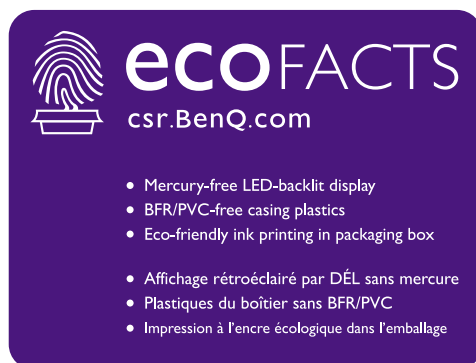 ecoFACTS
csr.BenQ.com
• Mercury-free LED-backlit display
• BFR/PVC-free casing plastics
• Eco-friendly ink printing in packaging box
• Affichage rétroéclairé par DÉL sans mercure
• Plastiques du boîtier sans BFR/PVC
• Impression à l'encre écologique dans l'emballage